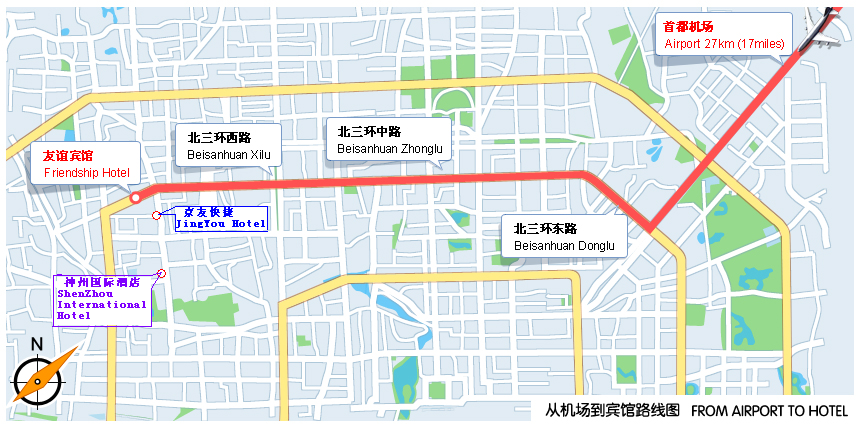 首都机场
Airport 27km (17miles)
北三环中路
Beisanhuan Zhonglu
北三环西路
Beisanhuan Xilu
友谊宾馆
Friendship Hotel
京友快捷
JingYou Hotel
北三环东路
Beisanhuan Donglu
神州国际酒店
ShenZhou
International
Hotel
N
从机场到宾馆路线图 FROM AIRPORT TO HOTEL